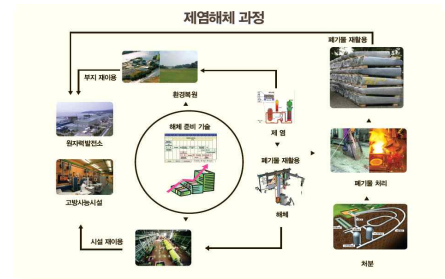 제염해체 과정
폐기물 재활용
부지 재이용
환경복원
해체 준비 기술
제 염
원자력발전소
폐기물 재활용
폐기물 처리
고방사능시설
해체
시설 재이용
처분